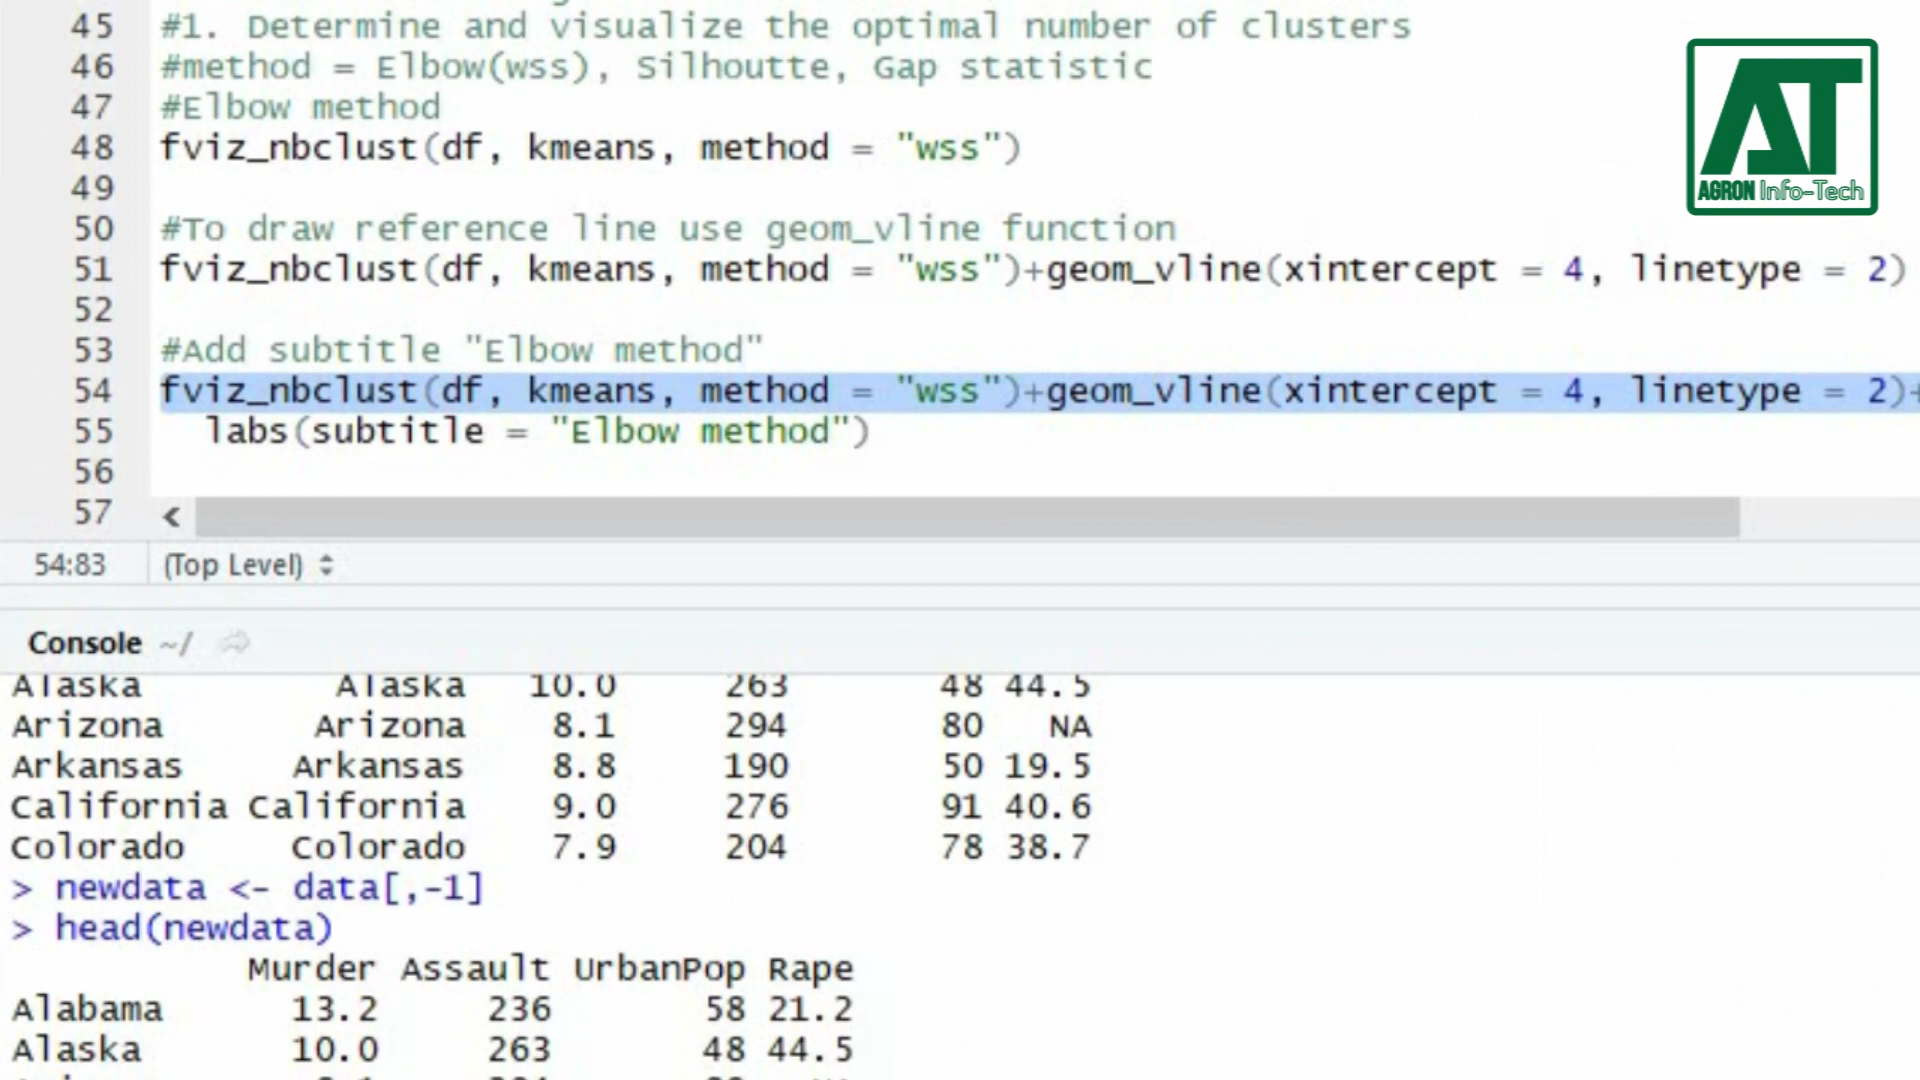 45 #1. Determine and visualize the optimal number of clusters
46 #method = Elbow(wss), Silhoutte, Gap statistic
47 #Elbow method
48 fviz_nbclust(df, kmeans, method = "wss")
49
50 #To draw reference line use geom_vline function
51 fviz_nbclust(df, kmeans, method = "wss")+geom_vline(xintercept = 4, linetype = 2)
52
53 #Add subtitle "Elbow method"
54 fviz_nbclust(df, kmeans, method = "wss")+geom_vline(xintercept = 4, linetype = 2)+
55 labs(subtitle = "Elbow method")
56
57
AT
AGRON Info-Tech
54:83 (Top Level)
Console ~/
Alaska Alaska 10.0 263 48 44.5
Arizona Arizona 8.1 294 80 NA
Arkansas Arkansas 8.8 190 50 19.5
California California 9.0 276 91 40.6
Colorado Colorado 7.9 204 78 38.7
> newdata <- data[,-1]
> head(newdata)
Murder Assault UrbanPop Rape
Alabama 13.2 236 58 21.2
Alaska 10.0 263 48 44.5